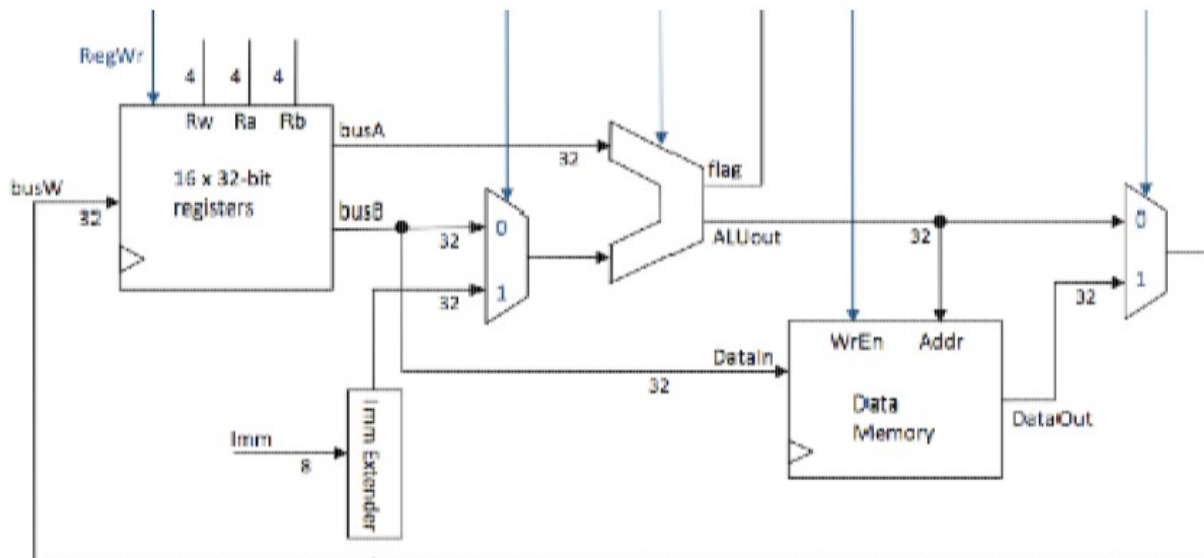 RegWr
4 4 4
Rw Ra Rb
busA
32
16 x 32-bit
registers
busW
32
busB
32
0
32
1
flag
ALUout
32
0
32
1
WrEn Addr
DataIn
32
Data
Memory
DataOut
Imm
8
Imm Extender